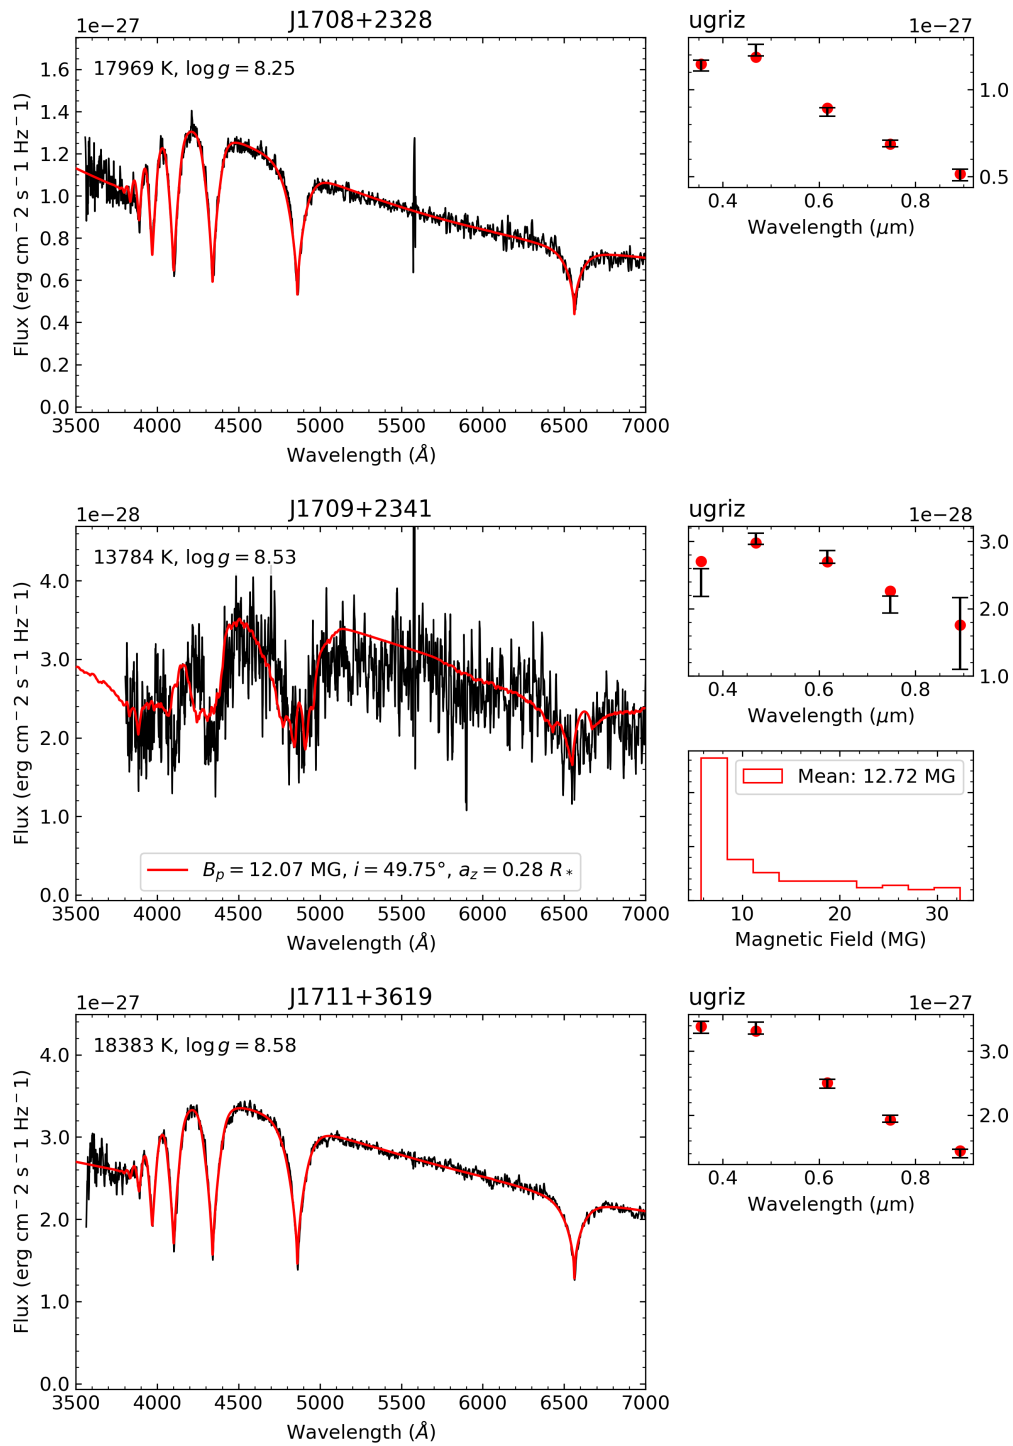 J1708+2328
1e−27
17969 K, log g = 8.25
1.6
1.4
1.2
1.0
0.8
0.6
0.4
0.2
0.0
Flux (erg cm−2 s−1 Hz−1)
3500 4000 4500 5000 5500 6000 6500 7000
Wavelength (Å)
ugriz
1e−27
1.0
0.5
0.4 0.6 0.8
Wavelength (μm)
J1709+2341
1e−28
13784 K, log g = 8.53
4.0
3.0
2.0
1.0
0.0
Flux (erg cm−2 s−1 Hz−1)
B_p = 12.07 MG, i = 49.75°, a_z = 0.28 R_*
3500 4000 4500 5000 5500 6000 6500 7000
Wavelength (Å)
ugriz
1e−28
3.0
2.0
1.0
0.4 0.6 0.8
Wavelength (μm)
Mean: 12.72 MG
10 20 30
Magnetic Field (MG)
J1711+3619
1e−27
18383 K, log g = 8.58
4.0
3.0
2.0
1.0
0.0
Flux (erg cm−2 s−1 Hz−1)
3500 4000 4500 5000 5500 6000 6500 7000
Wavelength (Å)
ugriz
1e−27
3.0
2.0
0.4 0.6 0.8
Wavelength (μm)